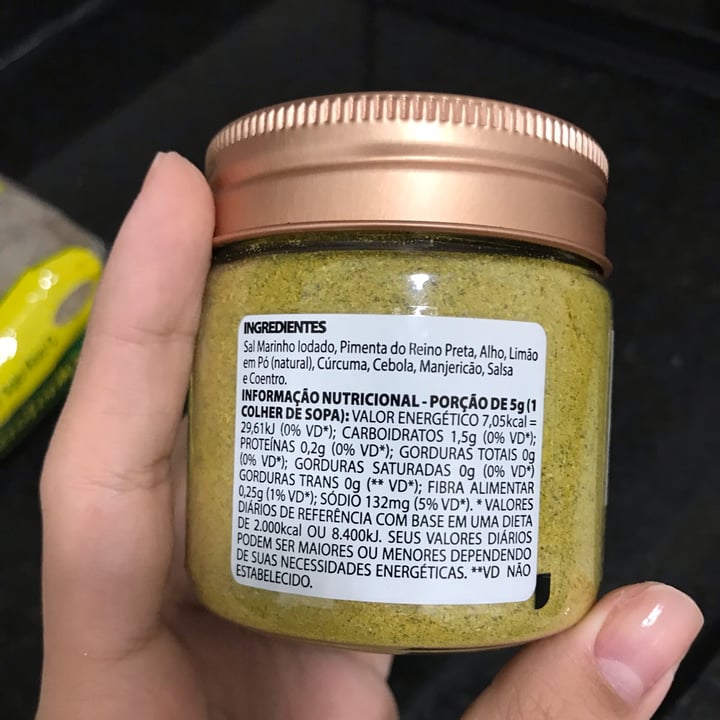 INGREDIENTES
Sal Marinho Iodado, Pimenta do Reino Preta, Alho, Limão
em Pó (natural), Cúrcuma, Cebola, Manjericão, Salsa
e Coentro.
INFORMAÇÃO NUTRICIONAL - PORÇÃO DE 5g (1
COLHER DE SOPA): VALOR ENERGÉTICO 7,05kcal =
29,61kJ (0% VD*); CARBOIDRATOS 1,5g (0% VD*);
PROTEÍNAS 0,2g (0% VD*); GORDURAS TOTAIS 0g
(0% VD*); GORDURAS SATURADAS 0g (0% VD*)
GORDURAS TRANS 0g (** VD*); FIBRA ALIMENTAR
0,25g (1% VD*); SÓDIO 132mg (5% VD*). * VALORES
DIÁRIOS DE REFERÊNCIA COM BASE EM UMA DIETA
DE 2.000kcal OU 8.400kJ. SEUS VALORES DIÁRIOS
PODEM SER MAIORES OU MENORES DEPENDENDO
DE SUAS NECESSIDADES ENERGÉTICAS. **VD NÃO
ESTABELECIDO.